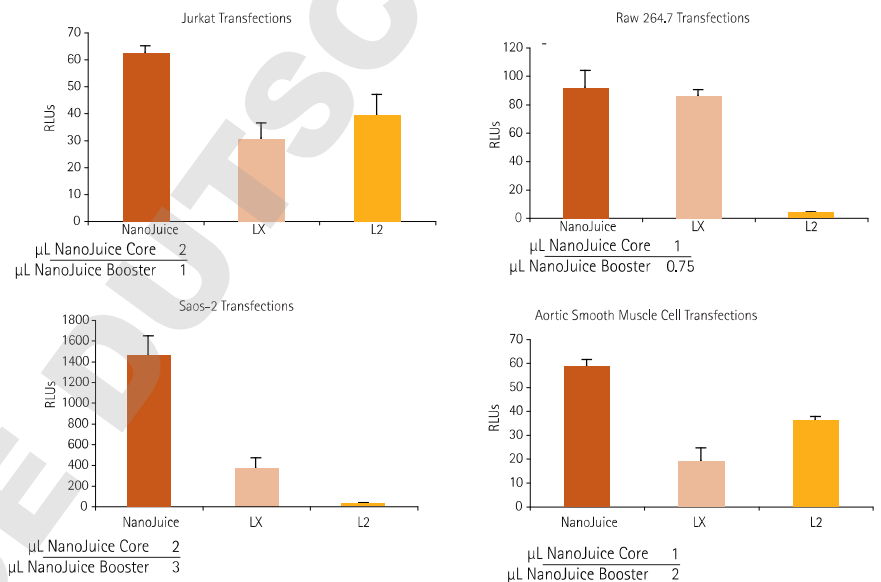 Jurkat Transfections
70
60
50
40
30
20
10
0
RLUs
NanoJuice LX L2
µL NanoJuice Core 2
µL NanoJuice Booster 1
Raw 264.7 Transfections
120
100
80
60
40
20
0
RLUs
NanoJuice LX L2
µL NanoJuice Core 1
µL NanoJuice Booster 0.75
Saos-2 Transfections
1800
1600
1400
1200
1000
800
600
400
200
0
RLUs
NanoJuice LX L2
µL NanoJuice Core 2
µL NanoJuice Booster 3
Aortic Smooth Muscle Cell Transfections
70
60
50
40
30
20
10
0
RLUs
NanoJuice LX L2
µL NanoJuice Core 1
µL NanoJuice Booster 2